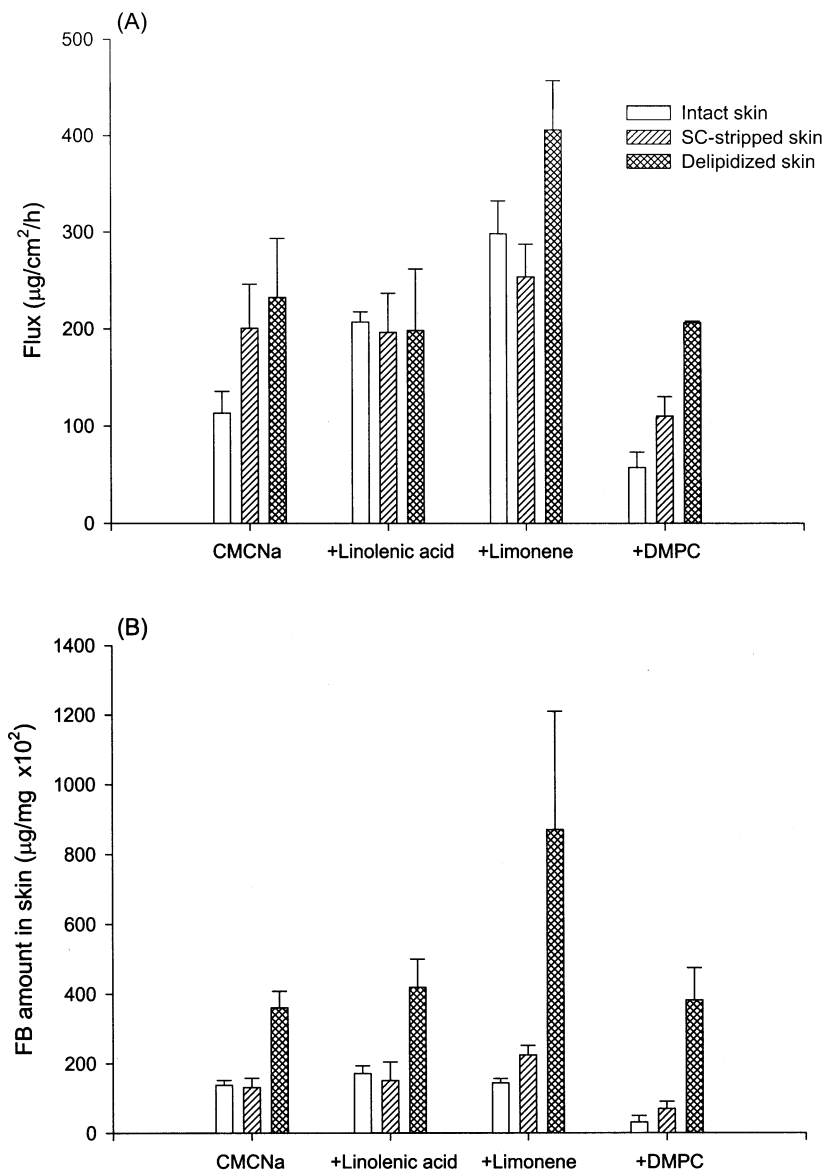 (A)
500
400
300
200
100
0
Flux (μg/cm²/h)
Intact skin
SC-stripped skin
Delipidized skin
CMCNa
+Linolenic acid
+Limonene
+DMPC
(B)
1400
1200
1000
800
600
400
200
0
FB amount in skin (μg/mg x10²)
CMCNa
+Linolenic acid
+Limonene
+DMPC